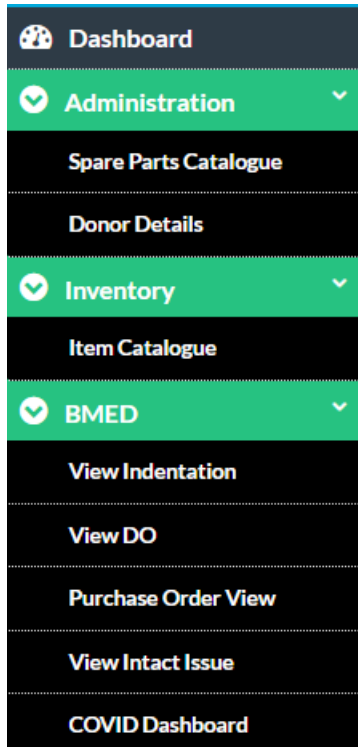 Dashboard
Administration
Spare Parts Catalogue
Donor Details
Inventory
Item Catalogue
BMED
View Indentation
View DO
Purchase Order View
View Intact Issue
COVID Dashboard